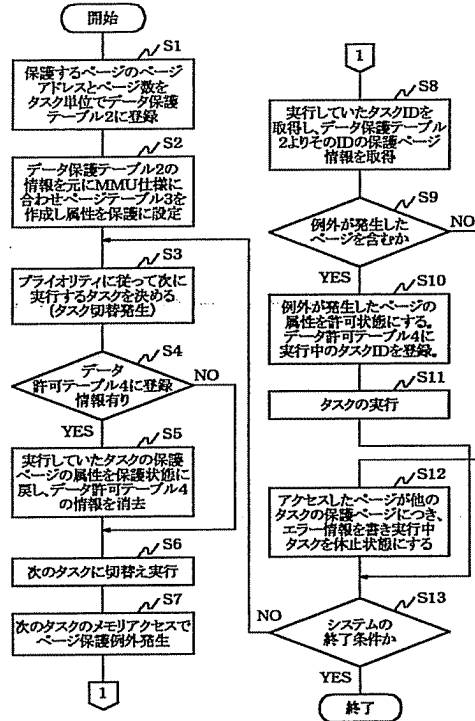 開始
S1
保護するページのページ
アドレスとページ数を
タスク単位でデータ保護
テーブル2に登録
S2
データ保護テーブル2の
情報を元にMMU仕様に
合わせページテーブル3を
作成し属性を保護に設定
S3
プライオリティに従って次に
実行するタスクを決める
(タスク切替発生)
S4
データ
許可テーブル4に登録
情報有り
NO
YES
S5
実行していたタスクの保護
ページの属性を保護状態に
戻し、データ許可テーブル4
の情報を消去
S6
次のタスクに切替え実行
S7
次のタスクのメモリアクセスで
ページ保護例外発生
1
1
S8
実行していたタスクIDを
取得し、データ保護テーブル
2よりそのIDの保護ページ
情報を取得
S9
例外が発生した
ページを含むか
NO
YES
S10
例外が発生したページの
属性を許可状態にする。
データ許可テーブル4に
実行中のタスクIDを登録。
S11
タスクの実行
S12
アクセスしたページが他の
タスクの保護ページにつき、
エラー情報を書き実行中
タスクを休止状態にする
S13
NO
システムの
終了条件か
YES
終了